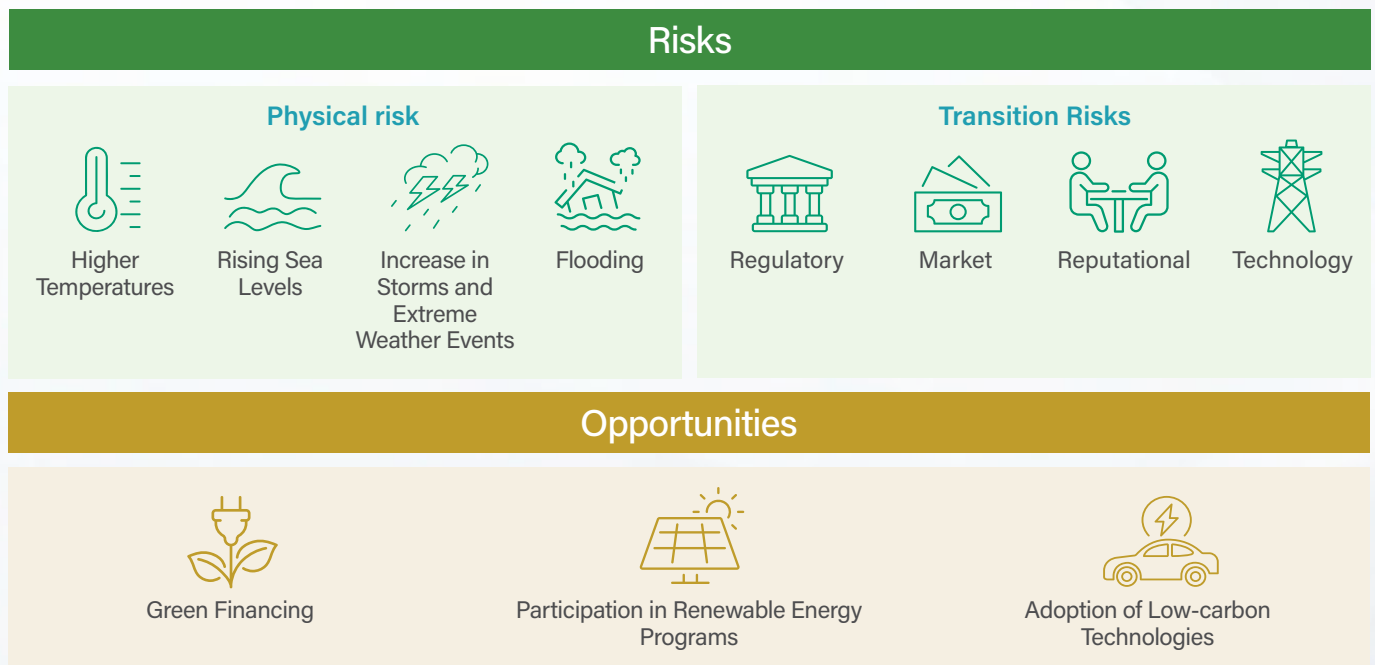 Risks
Physical risk
Higher
Temperatures
Rising Sea
Levels
Increase in
Storms and
Extreme
Weather Events
Flooding
Transition Risks
Regulatory
Market
Reputational
Technology
Opportunities
Green Financing
Participation in Renewable Energy
Programs
Adoption of Low-carbon
Technologies